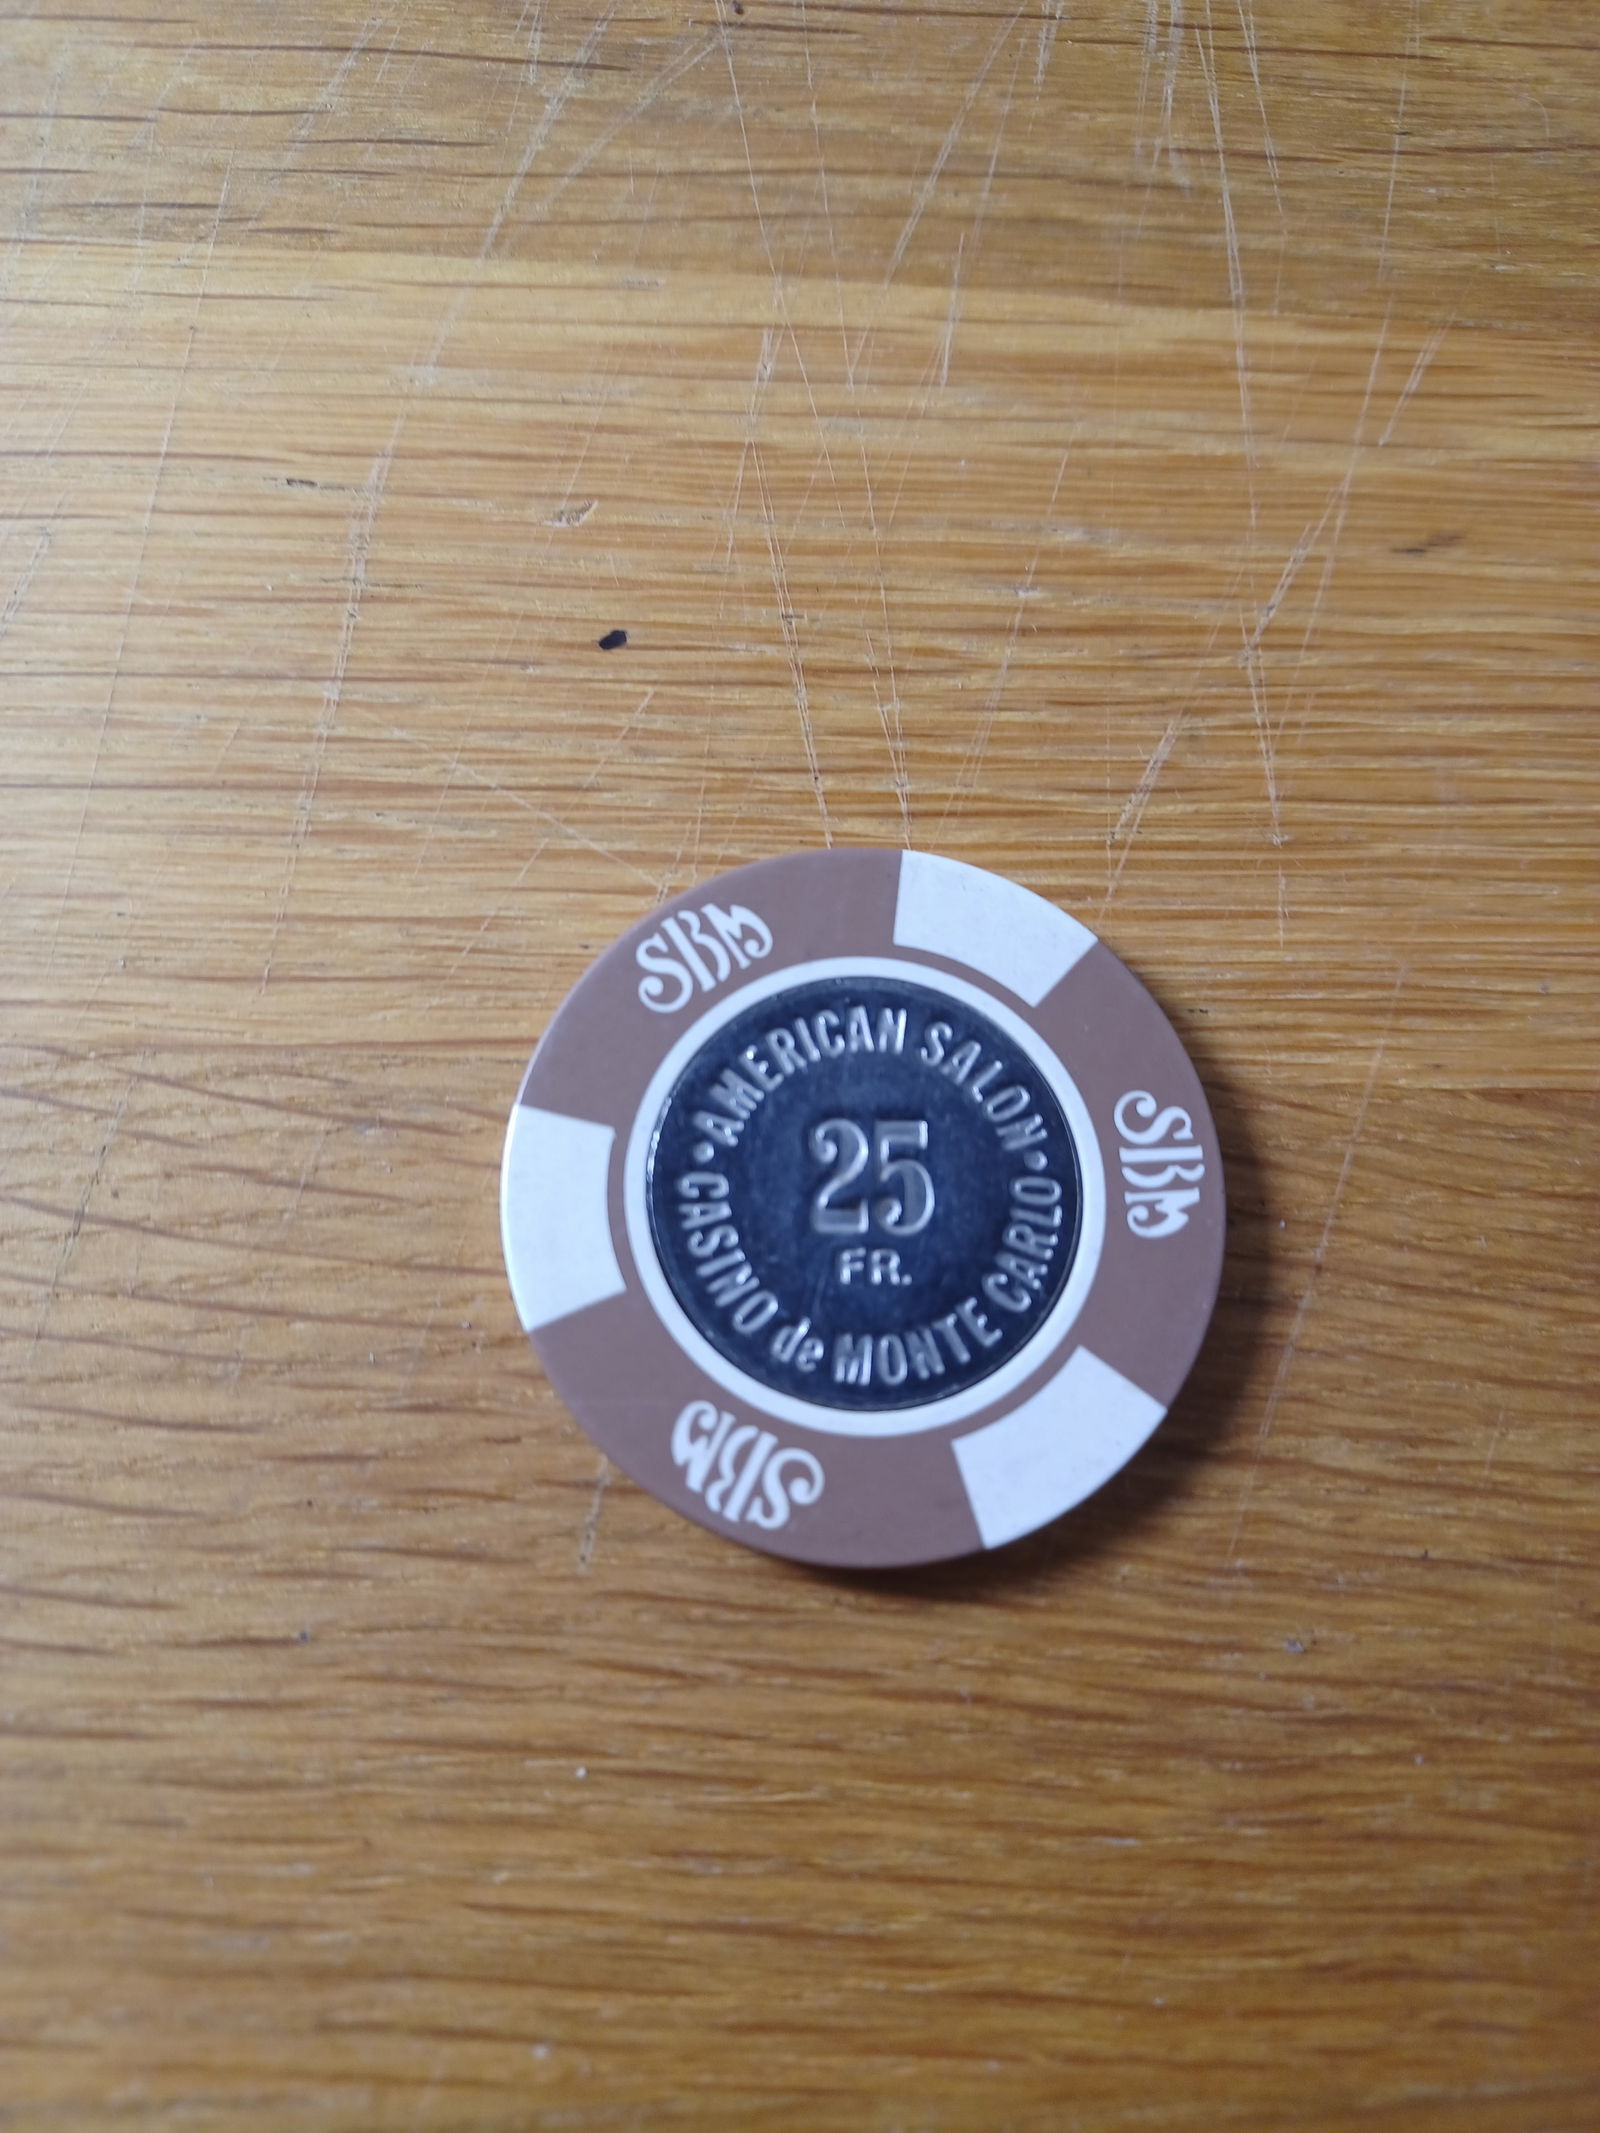 SBM
SBM
SBM
AMERICAN SALON
25
FR.
CASINO de MONTE CARLO